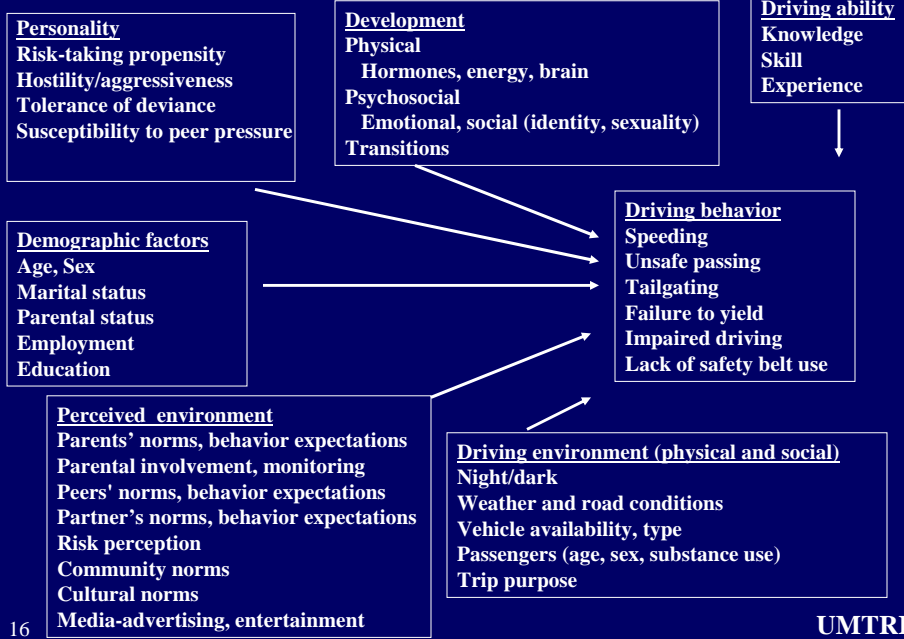 Personality
Risk-taking propensity
Hostility/aggressiveness
Tolerance of deviance
Susceptibility to peer pressure
Development
Physical
Hormones, energy, brain
Psychosocial
Emotional, social (identity, sexuality)
Transitions
Driving ability
Knowledge
Skill
Experience
Demographic factors
Age, Sex
Marital status
Parental status
Employment
Education
Driving behavior
Speeding
Unsafe passing
Tailgating
Failure to yield
Impaired driving
Lack of safety belt use
Perceived  environment
Parents’ norms, behavior expectations
Parental involvement, monitoring
Peers' norms, behavior expectations
Partner’s norms, behavior expectations
Risk perception
Community norms
Cultural norms
Media-advertising, entertainment
Driving environment (physical and social)
Night/dark
Weather and road conditions
Vehicle availability, type
Passengers (age, sex, substance use)
Trip purpose
16
UMTRI